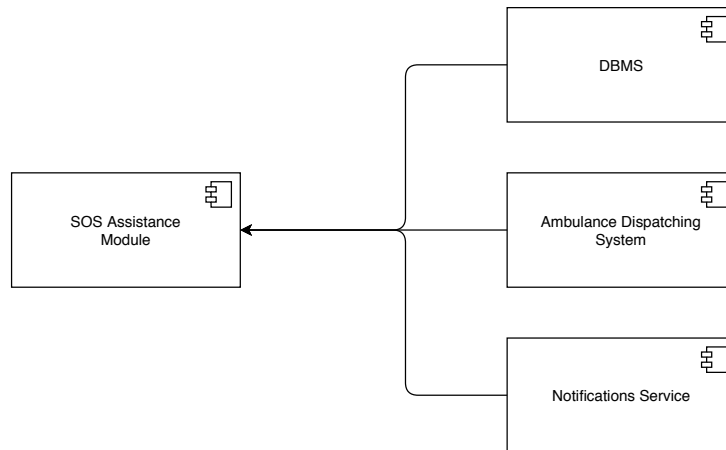 DBMS
SOS Assistance
Module
Ambulance Dispatching
System
Notifications Service